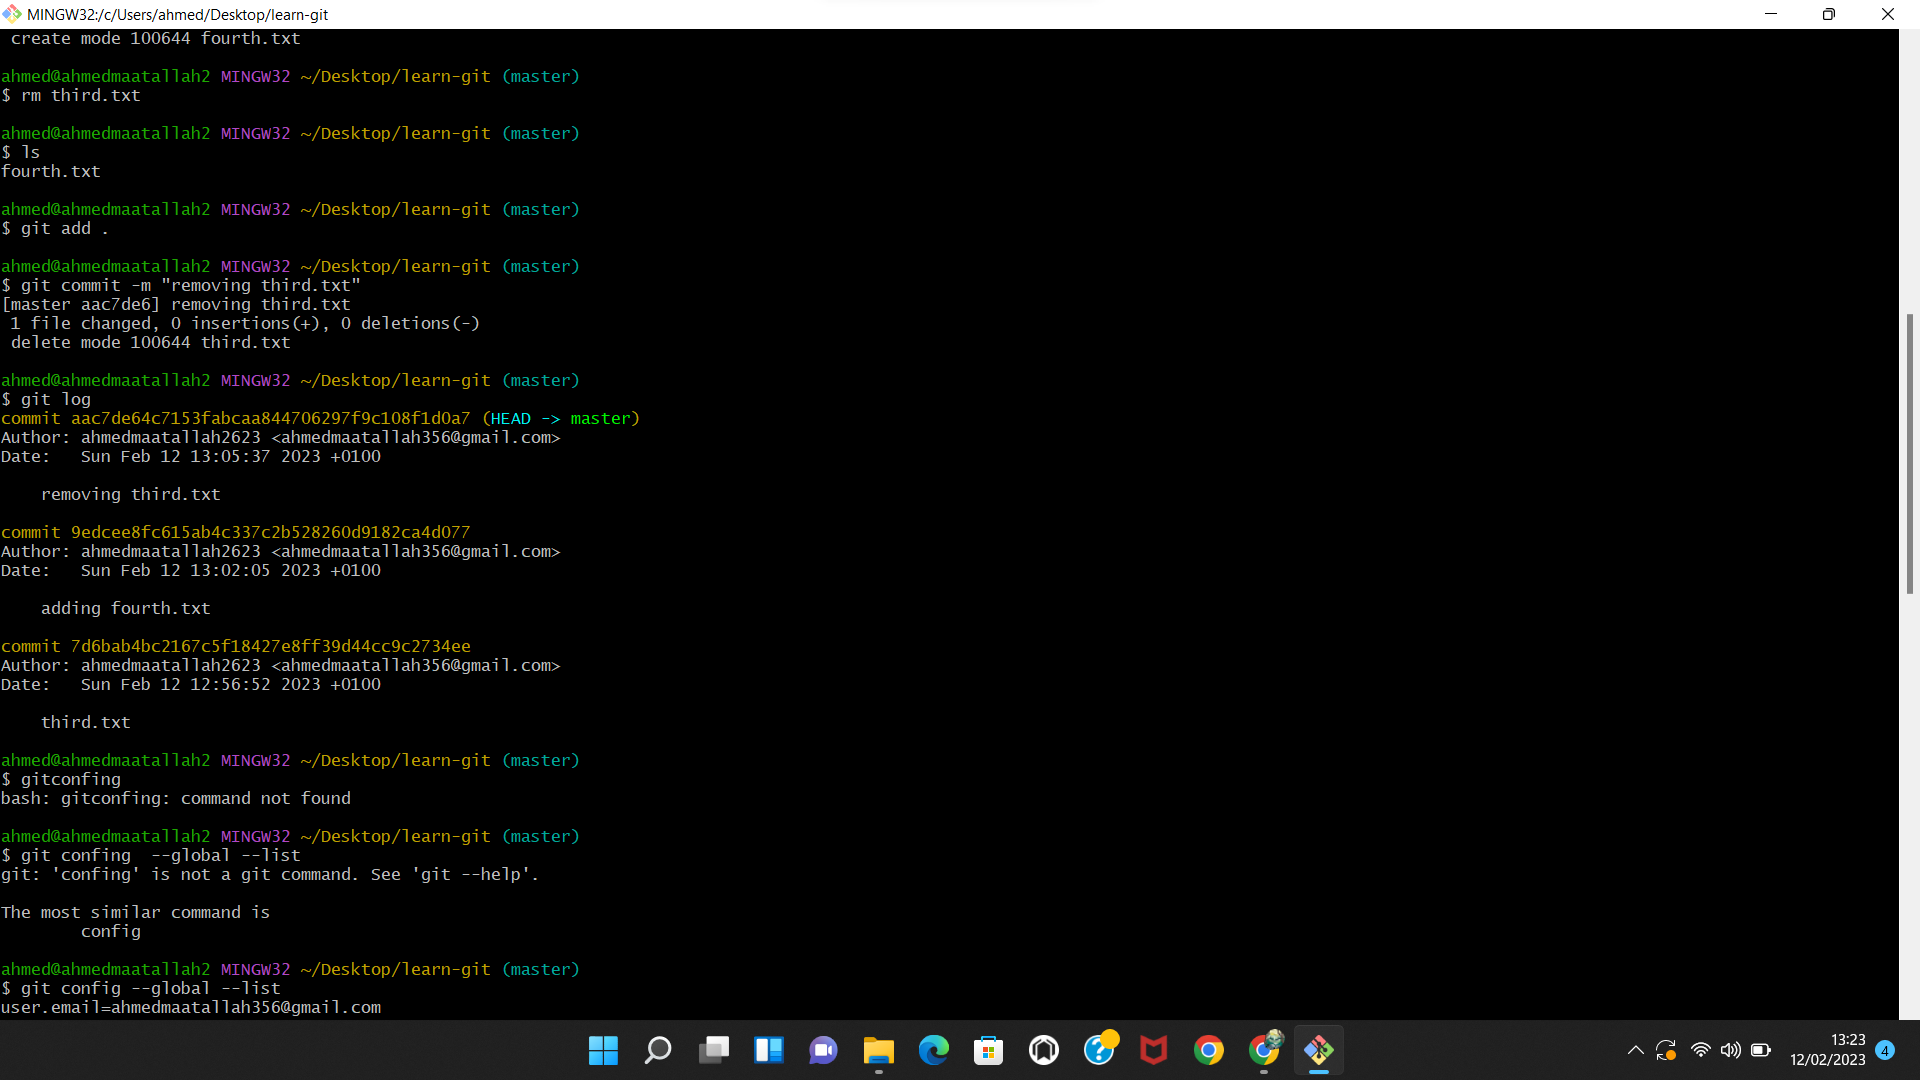 MINGW32:/c/Users/ahmed/Desktop/learn-git
 create mode 100644 fourth.txt
ahmed@ahmedmaatallah2 MINGW32 ~/Desktop/learn-git (master)
$ rm third.txt
ahmed@ahmedmaatallah2 MINGW32 ~/Desktop/learn-git (master)
$ ls
fourth.txt
ahmed@ahmedmaatallah2 MINGW32 ~/Desktop/learn-git (master)
$ git add .
ahmed@ahmedmaatallah2 MINGW32 ~/Desktop/learn-git (master)
$ git commit -m "removing third.txt"
[master aac7de6] removing third.txt
 1 file changed, 0 insertions(+), 0 deletions(-)
 delete mode 100644 third.txt
ahmed@ahmedmaatallah2 MINGW32 ~/Desktop/learn-git (master)
$ git log
commit aac7de64c7153fabcaa844706297f9c108f1d0a7 (HEAD -> master)
Author: ahmedmaatallah2623 <ahmedmaatallah356@gmail.com>
Date:   Sun Feb 12 13:05:37 2023 +0100
    removing third.txt
commit 9edcee8fc615ab4c337c2b528260d9182ca4d077
Author: ahmedmaatallah2623 <ahmedmaatallah356@gmail.com>
Date:   Sun Feb 12 13:02:05 2023 +0100
    adding fourth.txt
commit 7d6bab4bc2167c5f18427e8ff39d44cc9c2734ee
Author: ahmedmaatallah2623 <ahmedmaatallah356@gmail.com>
Date:   Sun Feb 12 12:56:52 2023 +0100
    third.txt
ahmed@ahmedmaatallah2 MINGW32 ~/Desktop/learn-git (master)
$ gitconfing
bash: gitconfing: command not found
ahmed@ahmedmaatallah2 MINGW32 ~/Desktop/learn-git (master)
$ git confing  --global --list
git: 'confing' is not a git command. See 'git --help'.
The most similar command is
        config
ahmed@ahmedmaatallah2 MINGW32 ~/Desktop/learn-git (master)
$ git config --global --list
user.email=ahmedmaatallah356@gmail.com
13:23
12/02/2023
4